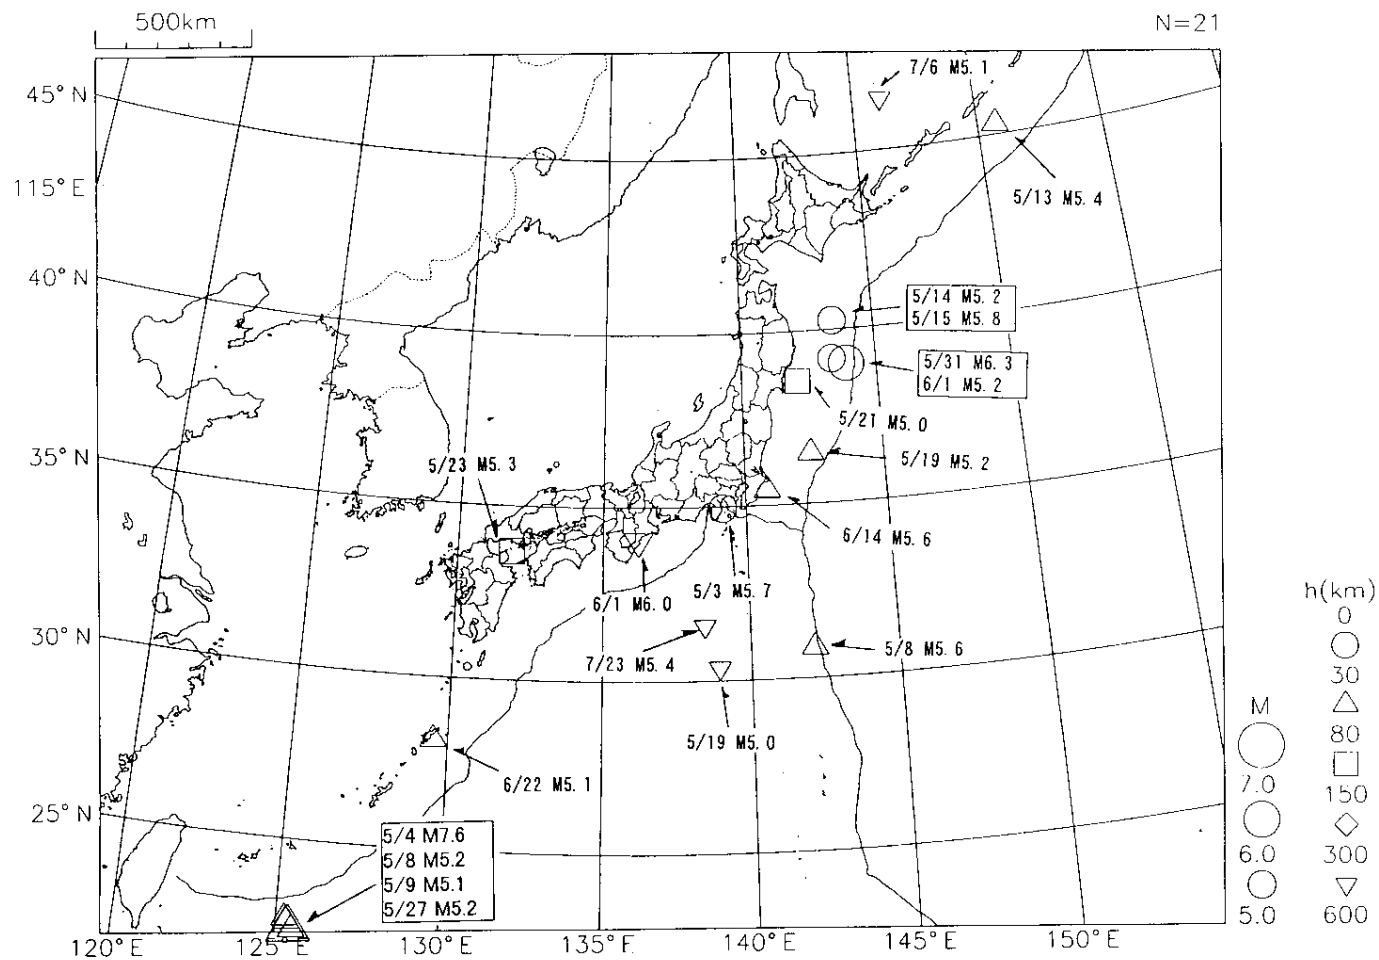 500km
N=21
7/6 M5.1
45°N
115°E
5/13 M5.4
40°N
5/14 M5.2
5/15 M5.8
5/31 M6.3
6/1 M5.2
5/21 M5.0
35°N
5/23 M5.3
5/19 M5.2
6/14 M5.6
6/1 M6.0
5/3 M5.7
30°N
7/23 M5.4
5/8 M5.6
5/19 M5.0
6/22 M5.1
25°N
5/4 M7.6
5/8 M5.2
5/9 M5.1
5/27 M5.2
120°E
125°E
130°E
135°E
140°E
145°E
150°E
M
7.0
6.0
5.0
h(km)
0
30
80
150
300
600